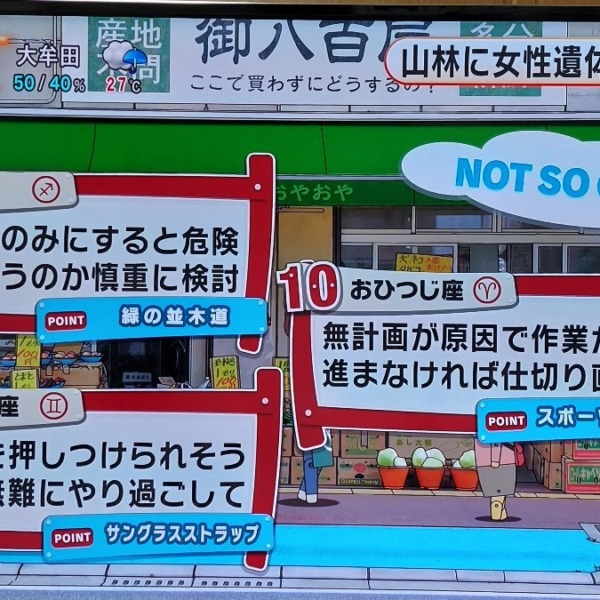 大牟田
50/40%
27℃
産地
御八百屋
ここで買わずにどうするの?
山林に女性遺体
NOT SO
やおや
のみにすると危険
うのか慎重に検討
POINT 緑の並木道
10 おひつじ座
無計画が原因で作業が
進まなければ仕切り直
POINT スポーツ
座
を押しつけられそう
無難にやり過ごして
POINT サングラスストラップ